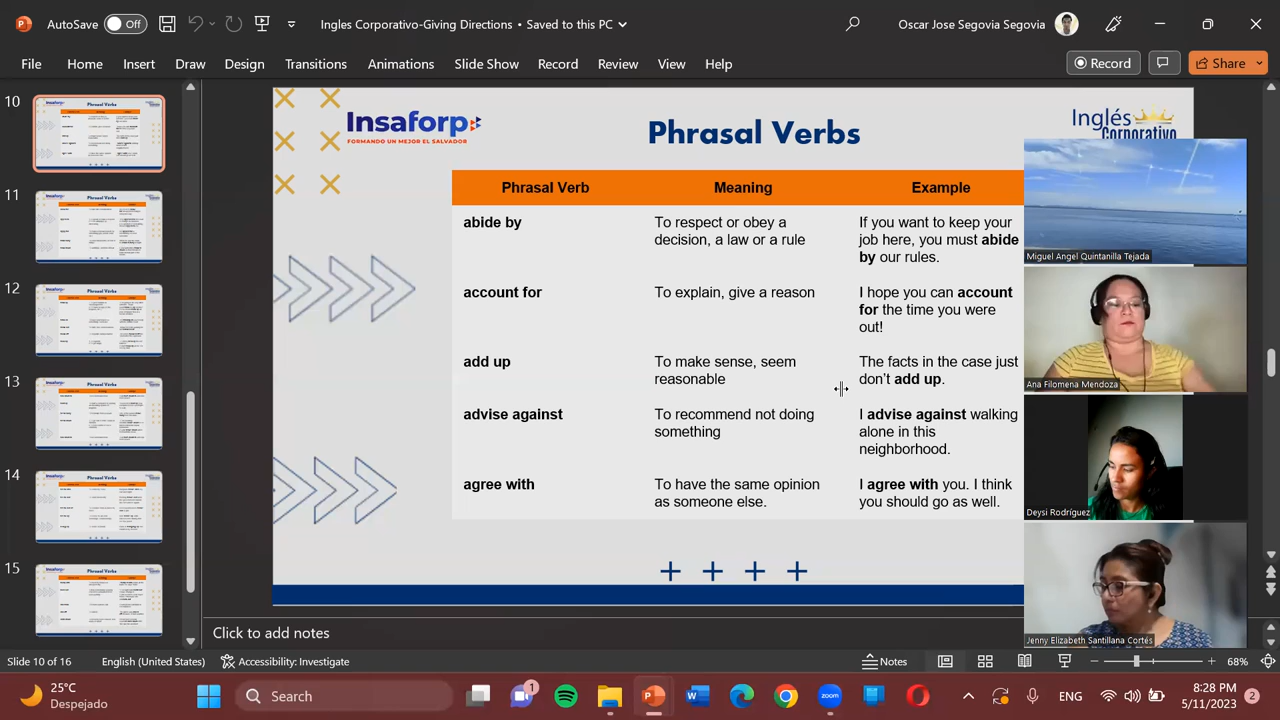 AutoSave Off Ingles Corporativo-Giving Directions • Saved to this PC Oscar Jose Segovia Segovia
File Home Insert Draw Design Transitions Animations Slide Show Record Review View Help Record Share
10
11
12
13
14
15
Insaforp
FORMANDO UN MEJOR EL SALVADOR
Phrasal Verbs
Inglés
Corporativo
Phrasal Verb Meaning Example
abide by To respect or obey a If you want to keep your
decision, a law or a rule job here, you must abide
by our rules.
account for To explain, give a reason I hope you can account
for the time you were
out!
add up To make sense, seem The facts in the case just
reasonable don't add up.
advise against To recommend not doing I advise against walking
something alone in this
neighborhood.
agree with To have the same opinion I agree with you. I think
as someone else. you should go as well
Miguel Angel Quintanilla Tejada
Ana Filomena Mendoza
Deysi Rodríguez
Jenny Elizabeth Santillana Cortés
Click to add notes
Slide 10 of 16 English (United States) Accessibility: Investigate Notes 68%
25°C
Despejado
Search
1
zoom
ENG
8:28 PM
5/11/2023
2